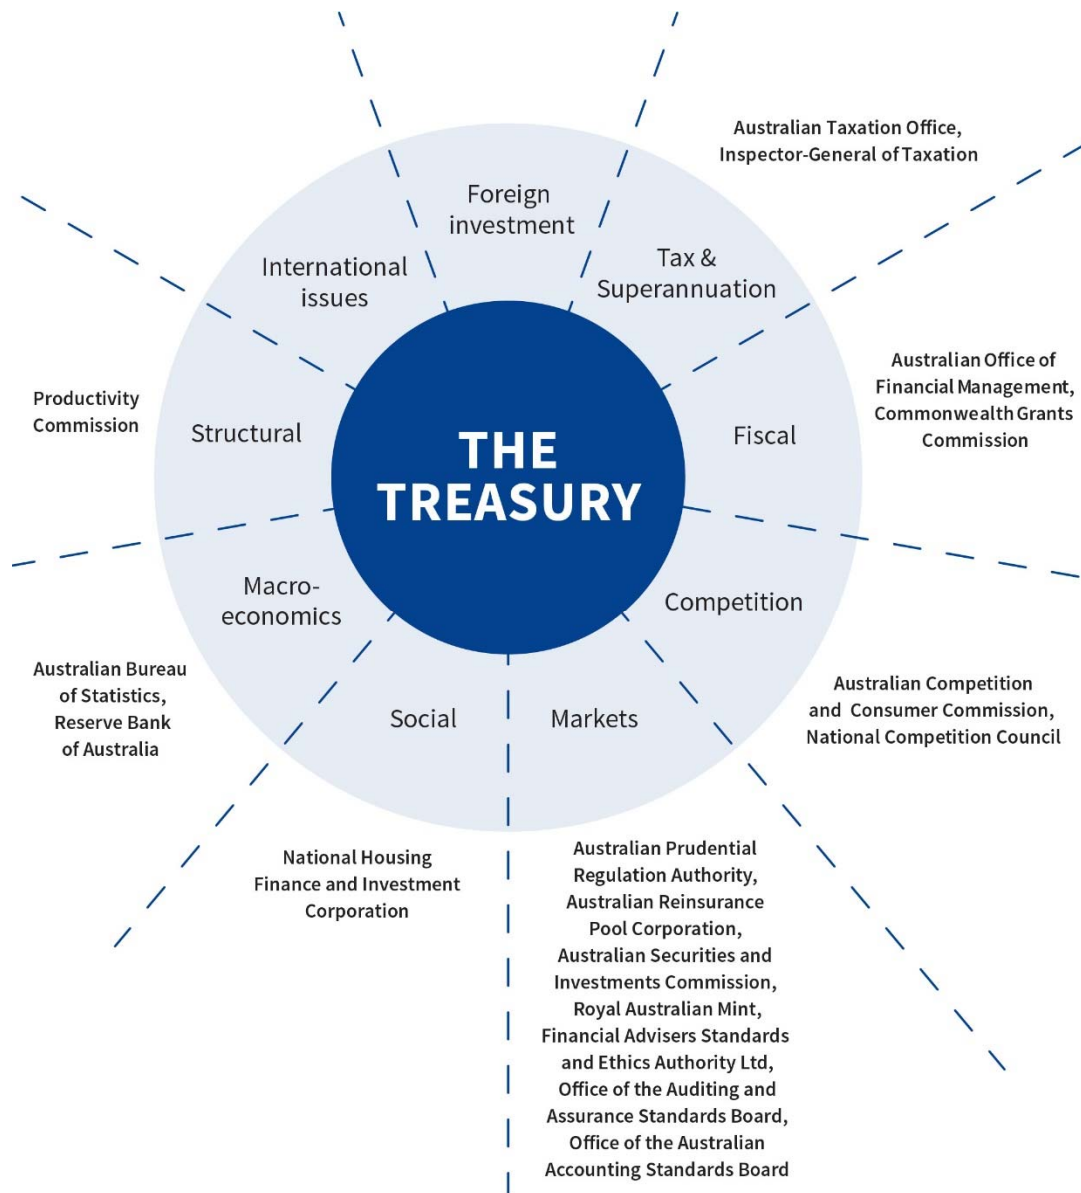 Foreign
investment
Tax &
Superannuation
Australian Taxation Office,
Inspector-General of Taxation
Fiscal
Australian Office of
Financial Management,
Commonwealth Grants
Commission
Competition
Australian Competition
and Consumer Commission,
National Competition Council
Markets
Australian Prudential
Regulation Authority,
Australian Reinsurance
Pool Corporation,
Australian Securities and
Investments Commission,
Royal Australian Mint,
Financial Advisers Standards
and Ethics Authority Ltd,
Office of the Auditing and
Assurance Standards Board,
Office of the Australian
Accounting Standards Board
Social
National Housing
Finance and Investment
Corporation
Macro-
economics
Australian Bureau
of Statistics,
Reserve Bank
of Australia
Structural
Productivity
Commission
International
issues
THE
TREASURY